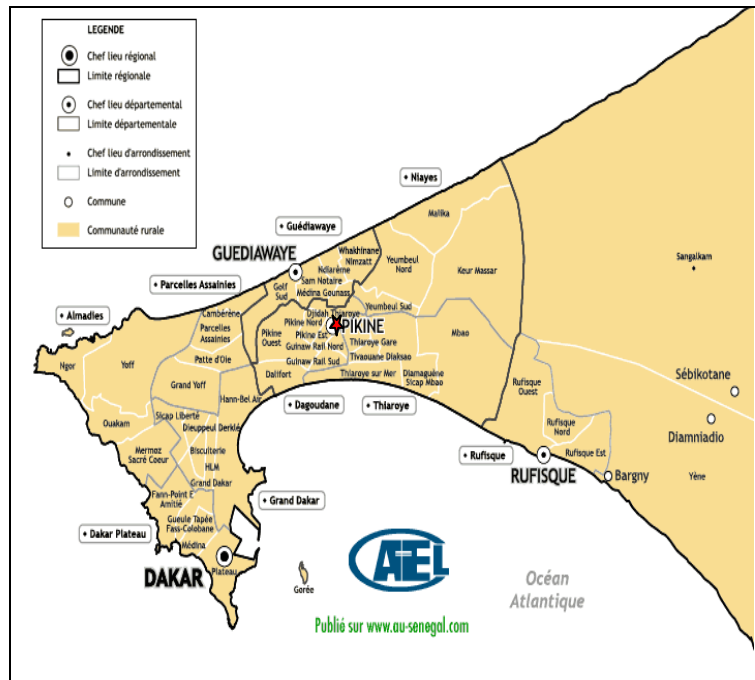 LEGENDE
Chef lieu régional
Limite régionale
Chef lieu départemental
Limite départementale
Chef lieu d'arrondissement
Limite d'arrondissement
Commune
Communauté rurale
• Niayes
• Guédiawaye
Malika
Whakhinane
Nimzatt
GUEDIAWAYE
Ndiarème
Yeumbeul
Nord
Sangalkam
Keur Massar
• Parcelles Assainies
Golf
Sud
Sam Notaire
Médina Gounass
• Almadies
Cambérène
Djidah Thiaroye
Yeumbeul Sud
Pikine Nord
PIKINE
Parcelles
Assainies
Pikine
Ouest
Pikine Est
Mbao
Guinaw Rail Nord
Thiaroye Gare
Ngor
Yoff
Patte d'Oie
Guinaw Rail Sud
Tivaouane Diaksao
Dalifort
Thiaroye sur Mer
Diamaguène
Sicap Mbao
Grand Yoff
Hann-Bel Air
Rufisque
Ouest
Sébikotane
• Dagoudane
• Thiaroye
Sicap Liberté
Dieuppeul Derklé
Diamniadio
Ouakam
Rufisque
Nord
Mermoz
Sacré Coeur
Biscuiterie
HLM
• Rufisque
Rufisque Est
Grand Dakar
RUFISQUE
Bargny
Yène
Fann-Point E
Amitié
• Grand Dakar
Gueule Tapée
Fass-Colobane
• Dakar Plateau
Médina
DAKAR
Plateau
Gorée
ATEL
Océan
Atlantique
Publié sur www.au-senegal.com